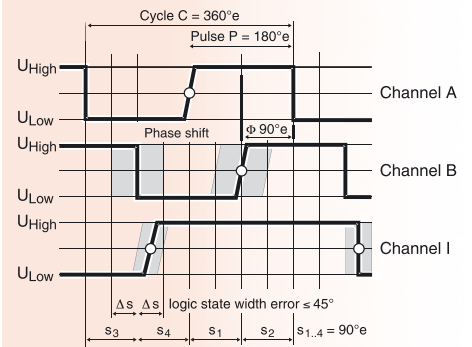 Cycle C = 360°e
Pulse P = 180°e
UHigh
Channel A
ULow
Phase shift
Φ 90°e
UHigh
Channel B
ULow
UHigh
Channel I
ULow
Δs Δs logic state width error ≤ 45°
s3 s4 s1 s2 s1..4 = 90°e